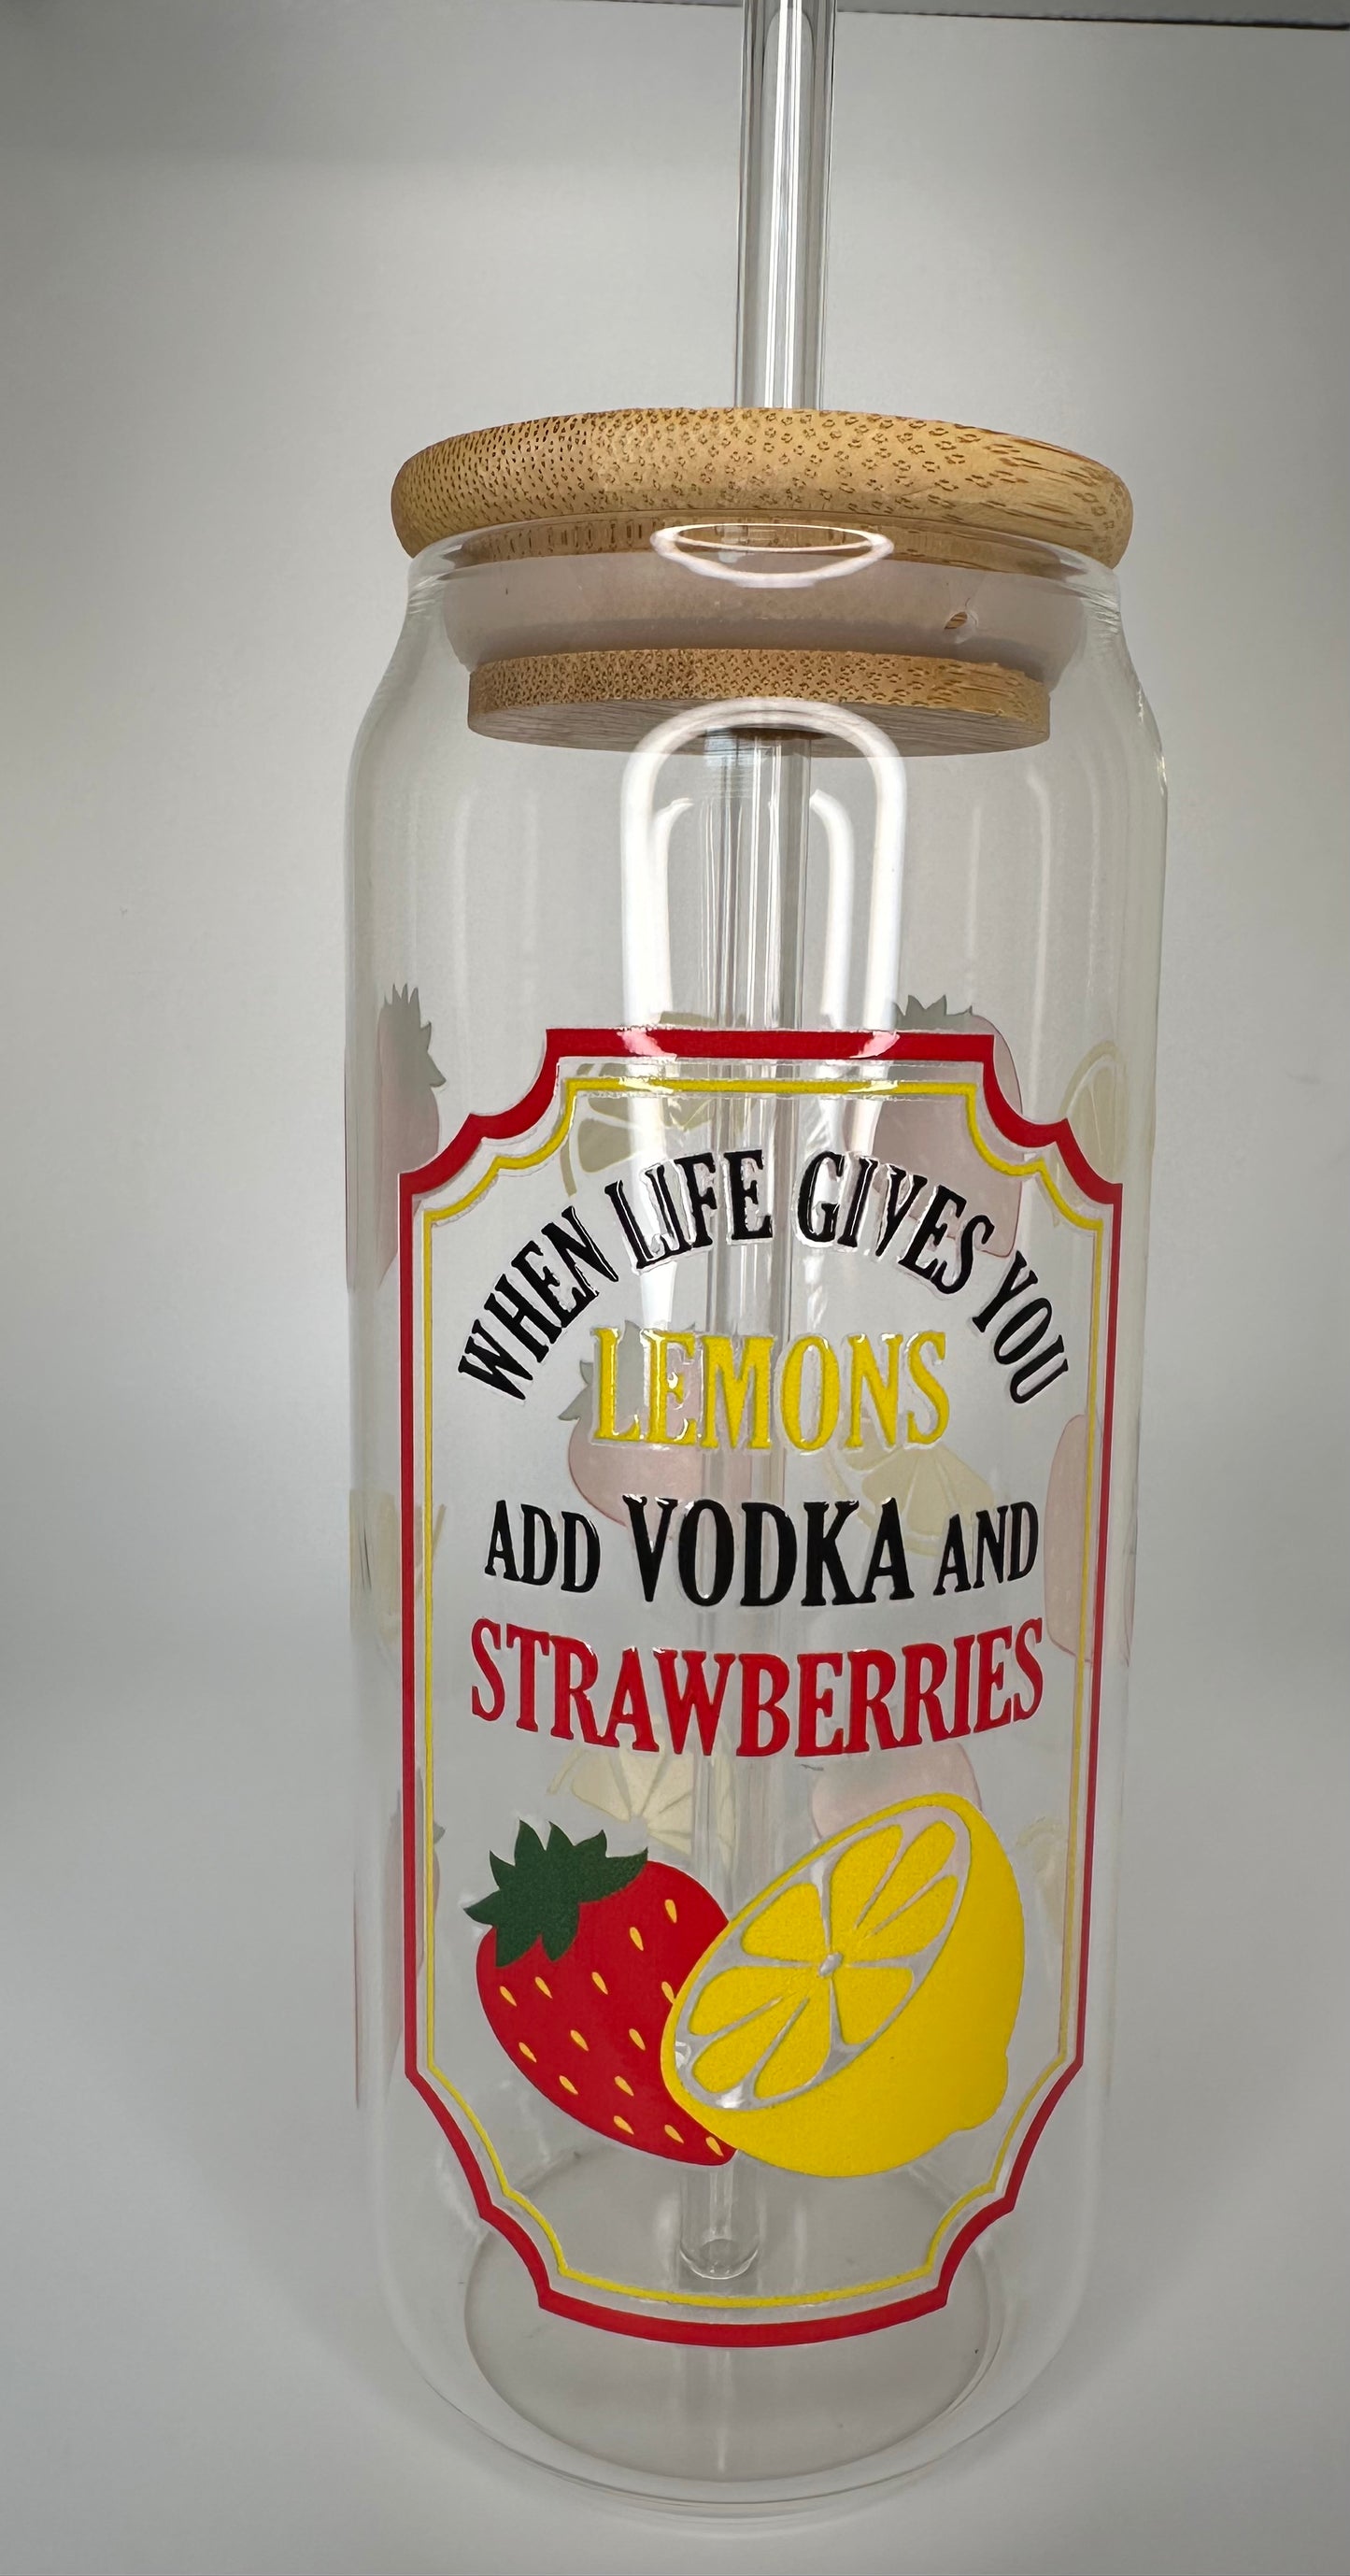 WHEN LIFE GIVES YOU
LEMONS
ADD VODKA AND
STRAWBERRIES